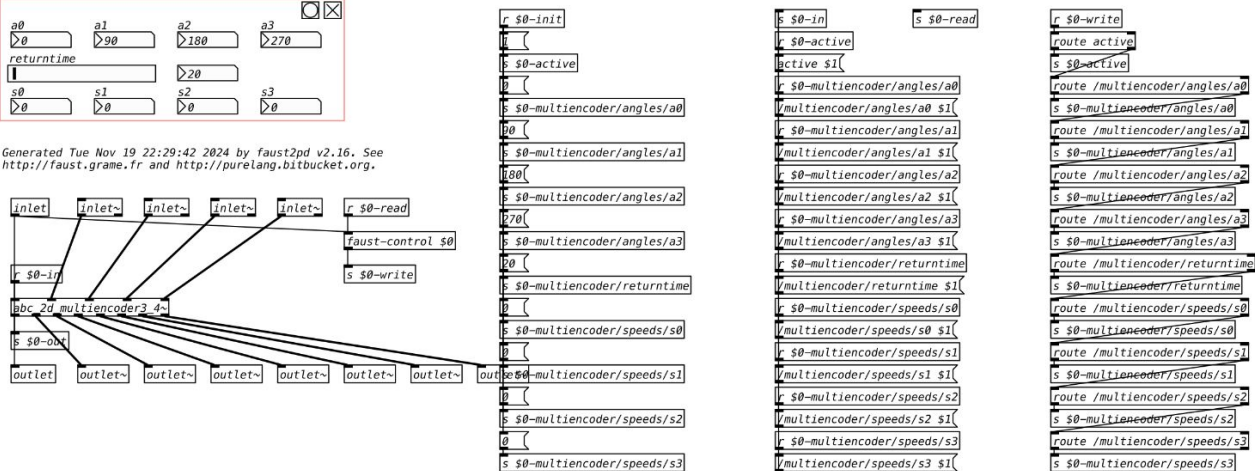 a0 a1 a2 a3
0 90 180 270
returntime
20
s0 s1 s2 s3
0 0 0 0
Generated Tue Nov 19 22:29:42 2024 by faust2pd v2.16. See
http://faust.grame.fr and http://purelang.bitbucket.org.
inlet inlet~ inlet~ inlet~ inlet~ r $0-read
faust-control $0
r $0-in s $0-write
abc_2d_multiencoder3_4~
s $0-out
outlet outlet~ outlet~ outlet~ outlet~ outlet~ outlet~ outlet~
r $0-init
1
s $0-active
0
s $0-multiencoder/angles/a0
90
s $0-multiencoder/angles/a1
180
s $0-multiencoder/angles/a2
270
s $0-multiencoder/angles/a3
20
s $0-multiencoder/returntime
0
s $0-multiencoder/speeds/s0
0
s $0-multiencoder/speeds/s1
0
s $0-multiencoder/speeds/s2
0
s $0-multiencoder/speeds/s3
s $0-in s $0-read
r $0-active
active $1
r $0-multiencoder/angles/a0
/multiencoder/angles/a0 $1
r $0-multiencoder/angles/a1
/multiencoder/angles/a1 $1
r $0-multiencoder/angles/a2
/multiencoder/angles/a2 $1
r $0-multiencoder/angles/a3
/multiencoder/angles/a3 $1
r $0-multiencoder/returntime
/multiencoder/returntime $1
r $0-multiencoder/speeds/s0
/multiencoder/speeds/s0 $1
r $0-multiencoder/speeds/s1
/multiencoder/speeds/s1 $1
r $0-multiencoder/speeds/s2
/multiencoder/speeds/s2 $1
r $0-multiencoder/speeds/s3
/multiencoder/speeds/s3 $1
r $0-write
route active
s $0-active
route /multiencoder/angles/a0
s $0-multiencoder/angles/a0
route /multiencoder/angles/a1
s $0-multiencoder/angles/a1
route /multiencoder/angles/a2
s $0-multiencoder/angles/a2
route /multiencoder/angles/a3
s $0-multiencoder/angles/a3
route /multiencoder/returntime
s $0-multiencoder/returntime
route /multiencoder/speeds/s0
s $0-multiencoder/speeds/s0
route /multiencoder/speeds/s1
s $0-multiencoder/speeds/s1
route /multiencoder/speeds/s2
s $0-multiencoder/speeds/s2
route /multiencoder/speeds/s3
s $0-multiencoder/speeds/s3